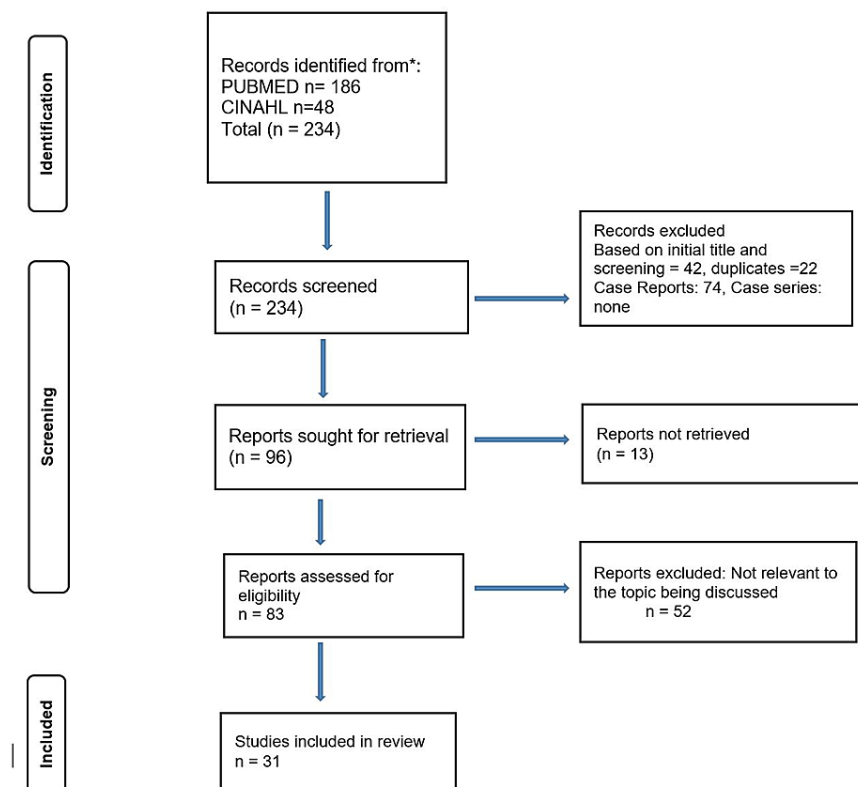 Identification
Records identified from*:
PUBMED n= 186
CINAHL n=48
Total (n = 234)
Screening
Records screened
(n = 234)
Records excluded
Based on initial title and
screening = 42, duplicates =22
Case Reports: 74, Case series:
none
Reports sought for retrieval
(n = 96)
Reports not retrieved
(n = 13)
Reports assessed for
eligibility
n = 83
Reports excluded: Not relevant to
the topic being discussed
n = 52
Included
Studies included in review
n = 31